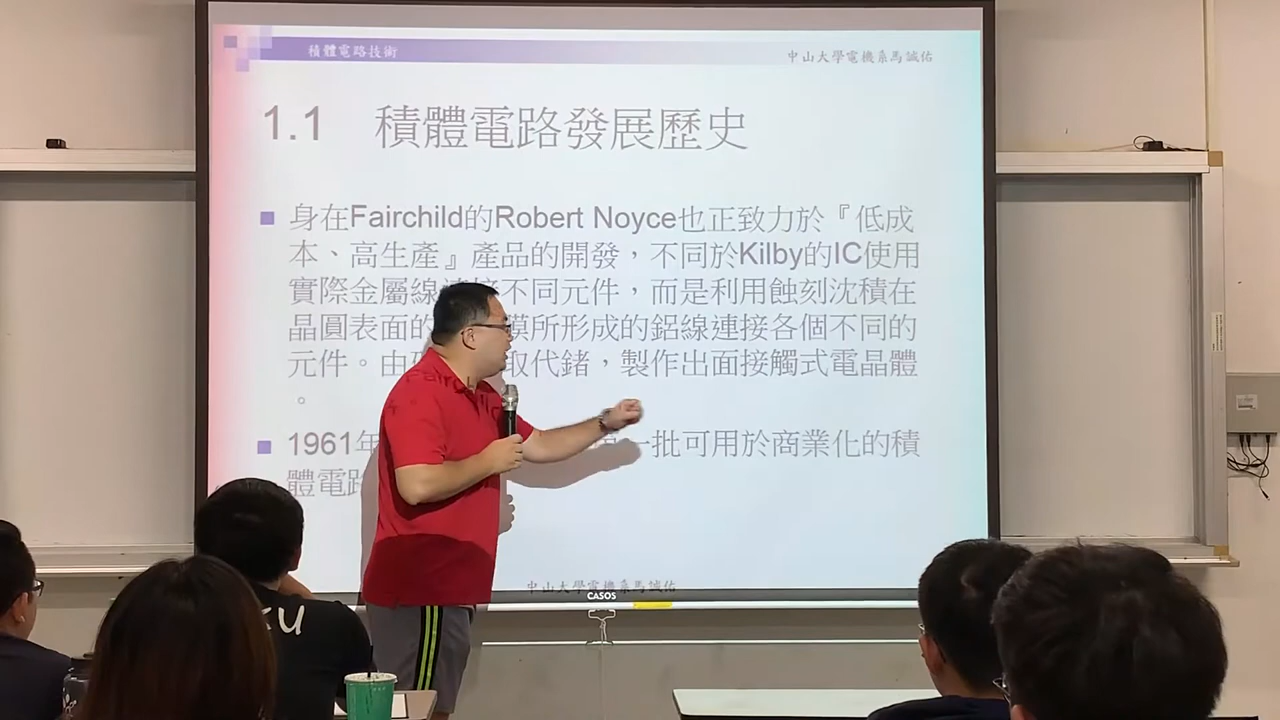 積體電路技術
中山大學電機系馬誠佑
1.1 積體電路發展歷史
身在Fairchild的Robert Noyce也正致力於『低成
本、高生產』產品的開發，不同於Kilby的IC使用
實際金屬線連接不同元件，而是利用蝕刻沈積在
晶圓表面的 膜所形成的鋁線連接各個不同的
元件。由 取代鍺，製作出面接觸式電晶體
。
1961年 第一批可用於商業化的積
體電路
中山大學電機系馬誠佑
CASOS